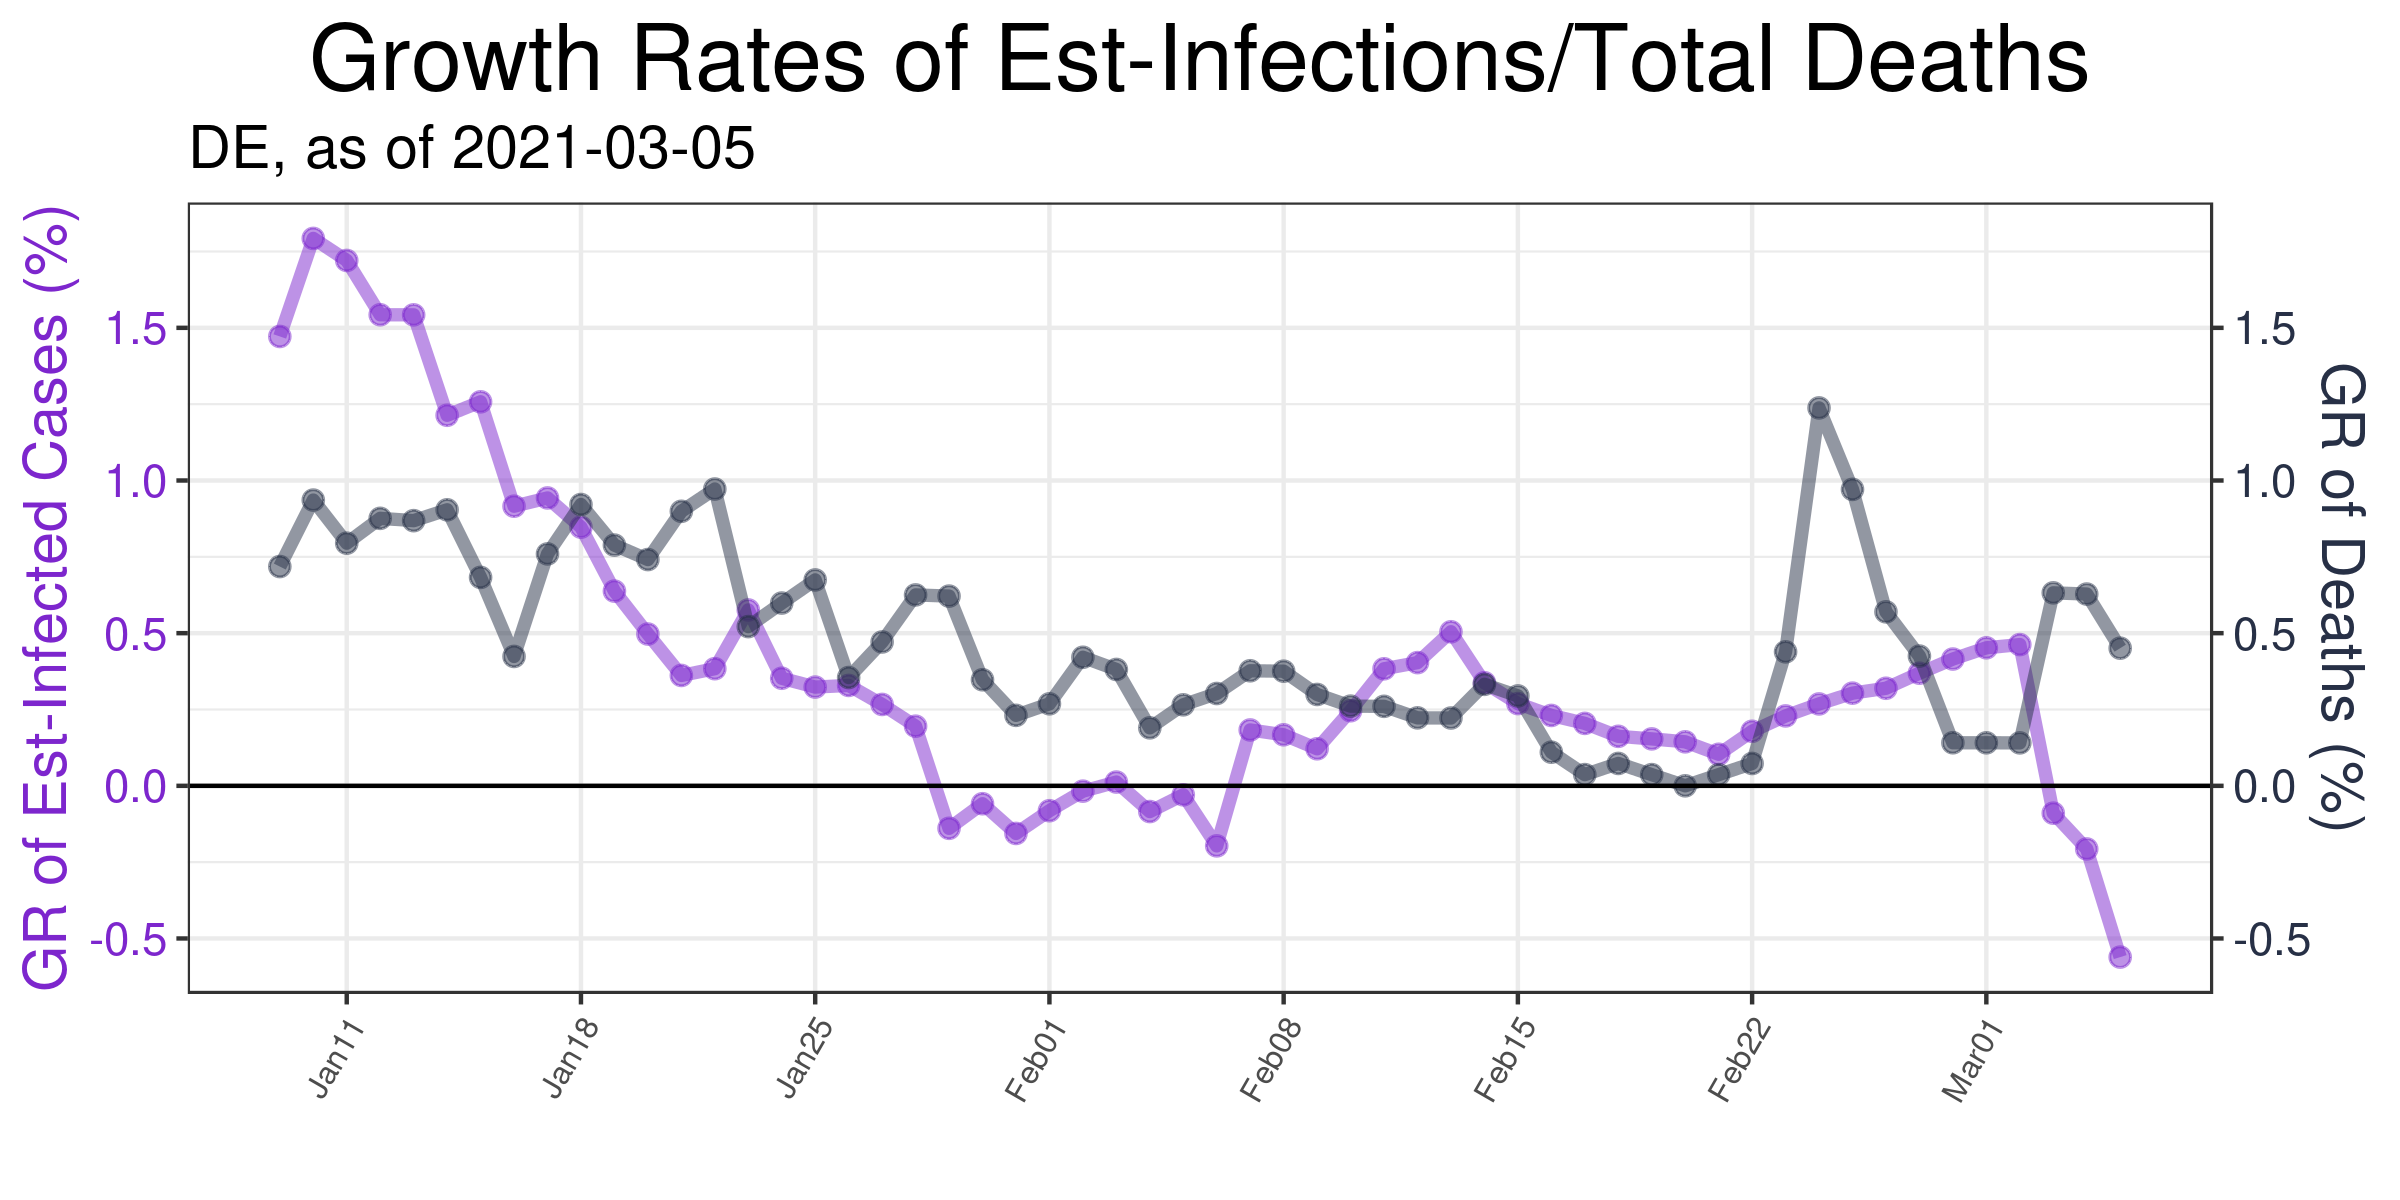 Growth Rates of Est-Infections/Total Deaths
DE, as of 2021-03-05
GR of Est-Infected Cases (%)
1.5
1.0
0.5
0.0
-0.5
1.5
1.0
0.5
0.0
-0.5
GR of Deaths (%)
Jan11
Jan18
Jan25
Feb01
Feb08
Feb15
Feb22
Mar01